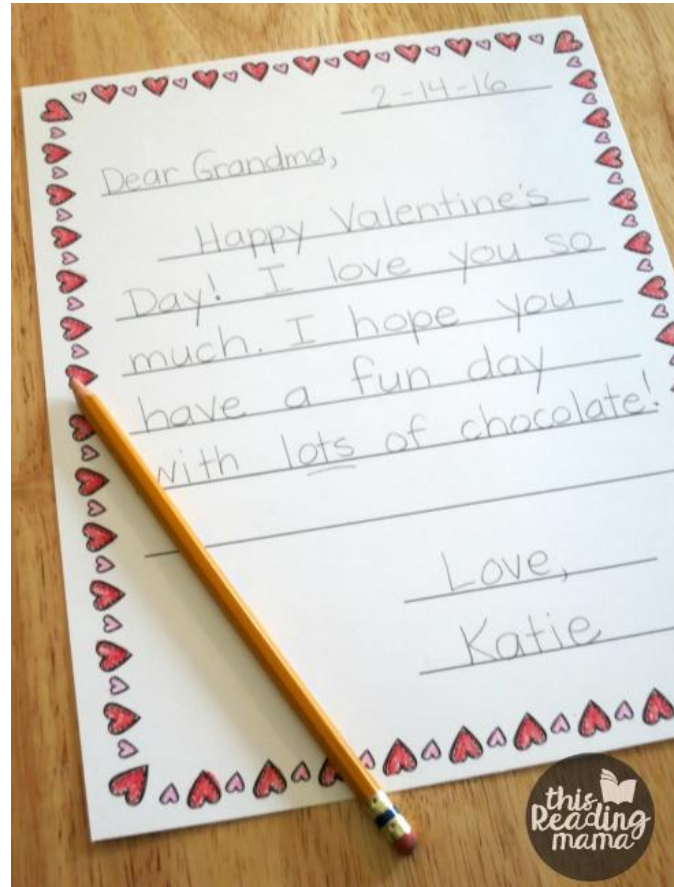 2-14-16
Dear Grandma,
Happy Valentine's
Day! I love you so
much. I hope you
have a fun day
with lots of chocolate!
Love,
Katie
this
Reading
mama